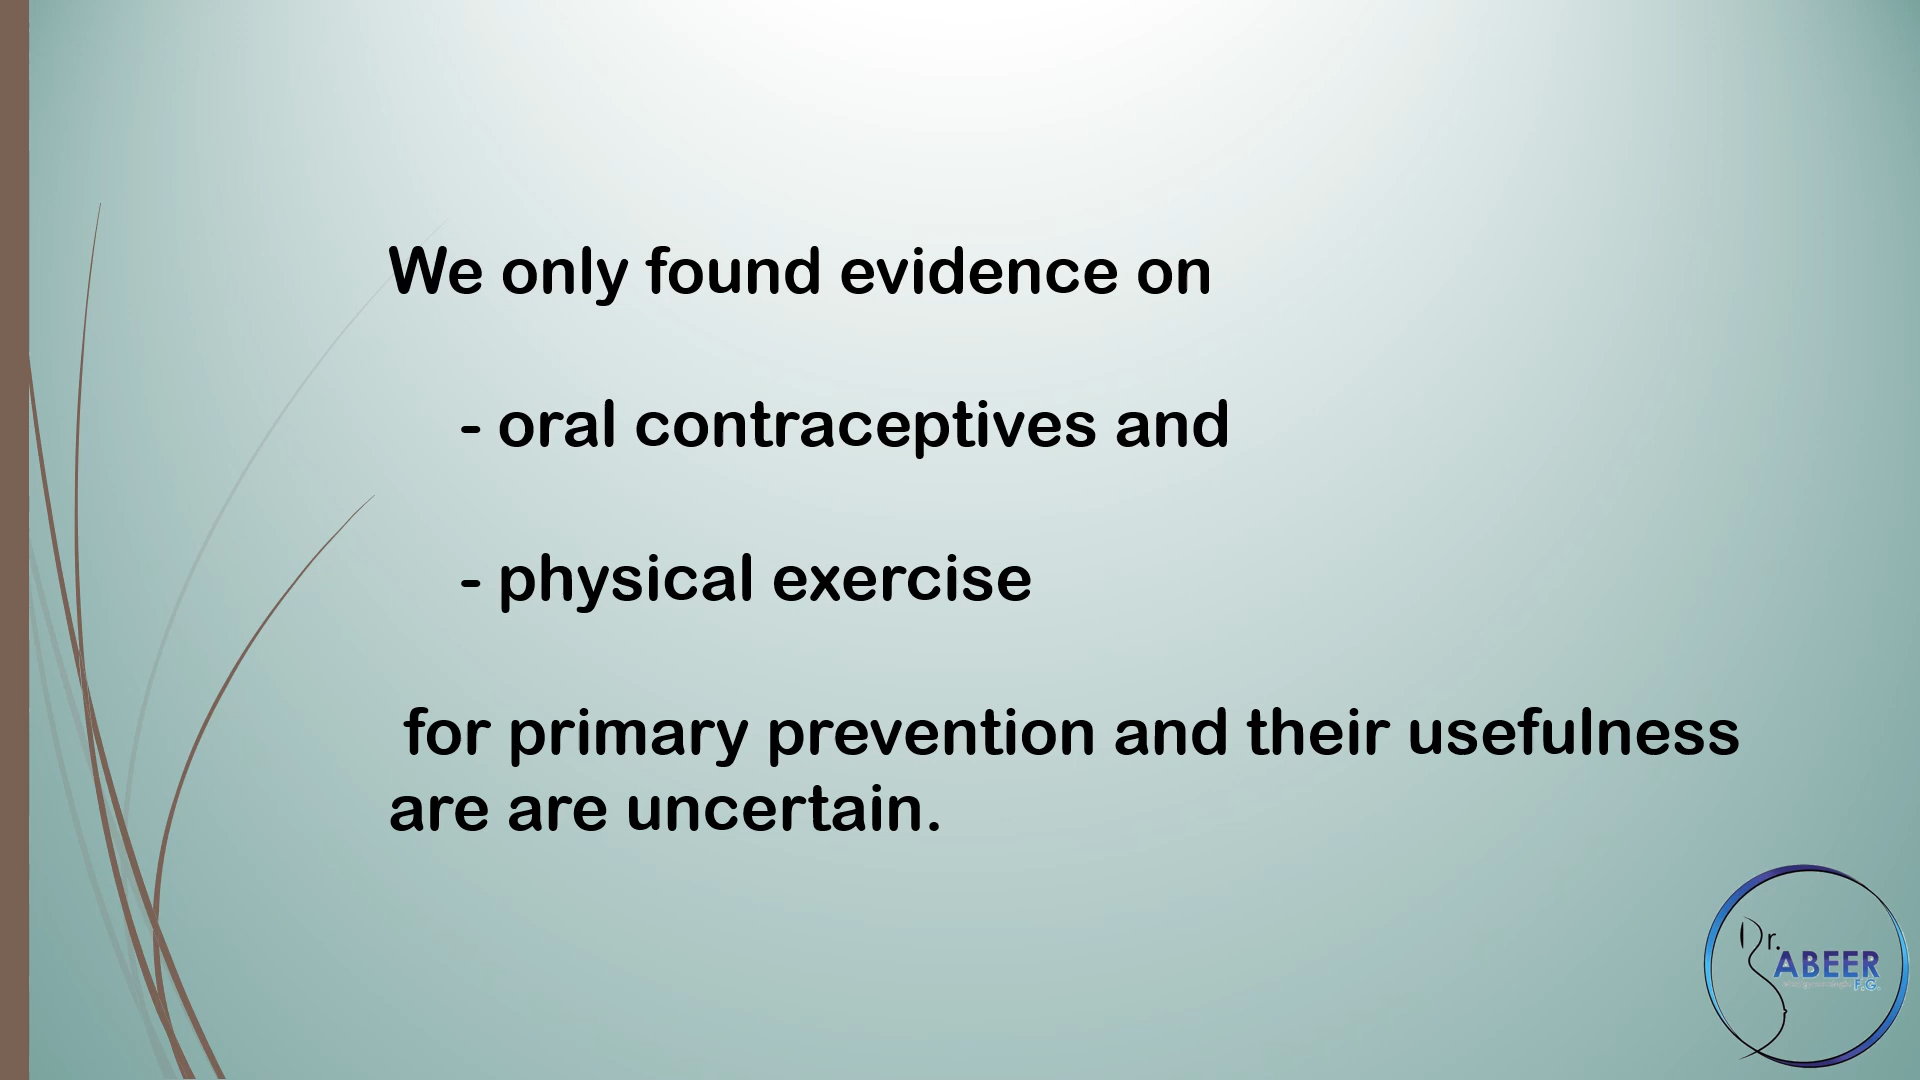 We only found evidence on
- oral contraceptives and
- physical exercise
for primary prevention and their usefulness
are are uncertain.
Dr.
ABEER
F.G.